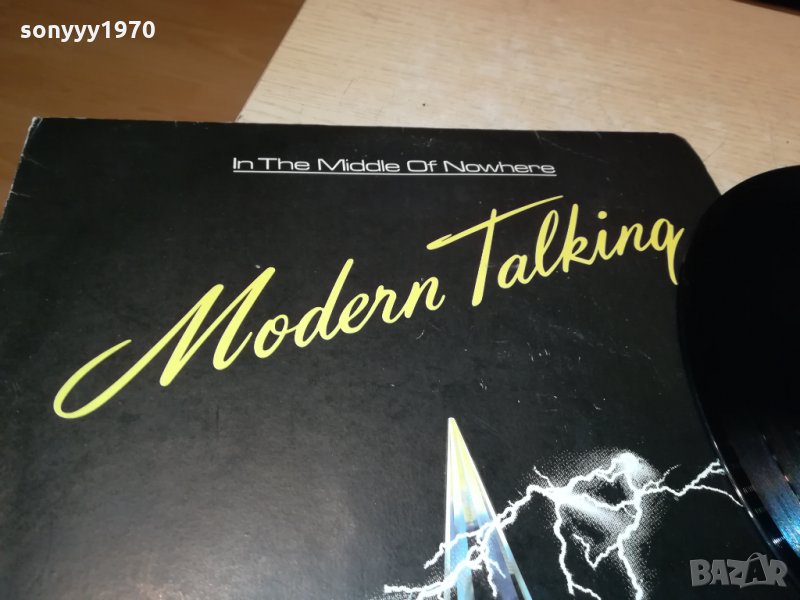 sonyyy1970
In The Middle Of Nowhere
Modern Talking
BAZAR